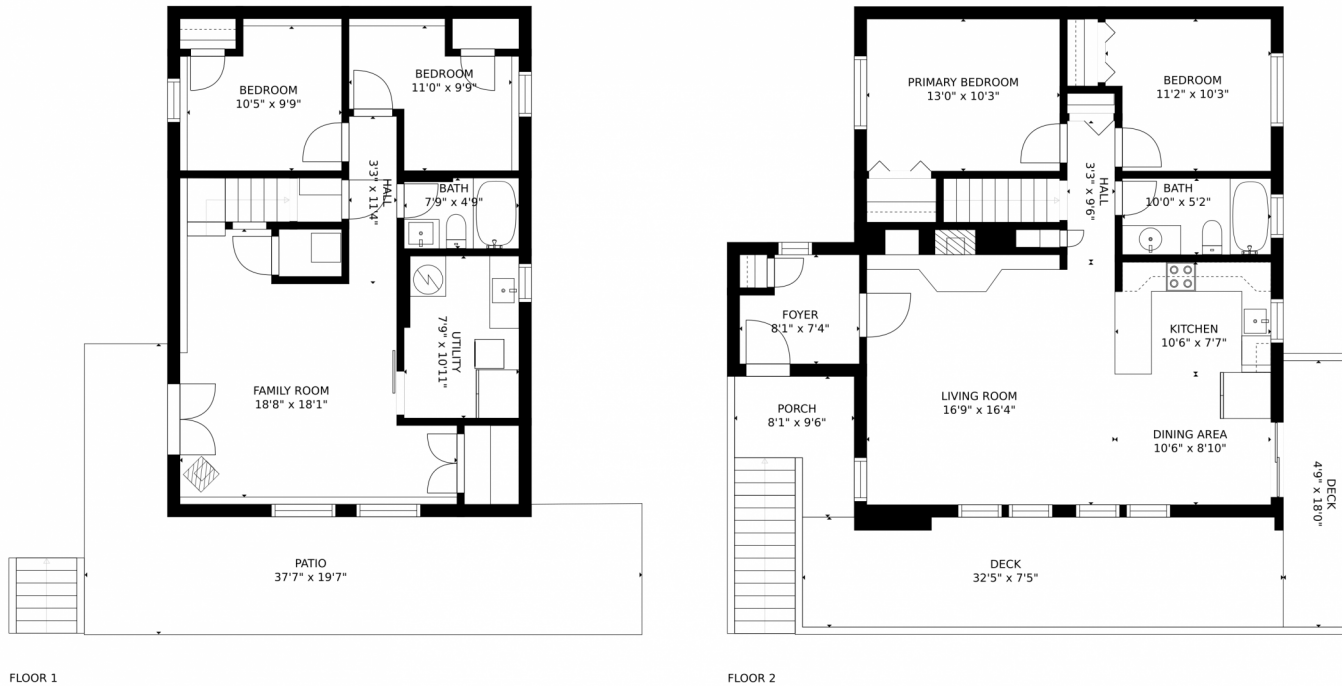 BEDROOM
10'5" x 9'9"
BEDROOM
11'0" x 9'9"
HALL
3'3" x 11'4"
BATH
7'9" x 4'9"
UTILITY
7'9" x 10'11"
FAMILY ROOM
18'8" x 18'1"
PATIO
37'7" x 19'7"
FLOOR 1
PRIMARY BEDROOM
13'0" x 10'3"
BEDROOM
11'2" x 10'3"
HALL
3'3" x 9'6"
BATH
10'0" x 5'2"
FOYER
8'1" x 7'4"
KITCHEN
10'6" x 7'7"
LIVING ROOM
16'9" x 16'4"
PORCH
8'1" x 9'6"
DINING AREA
10'6" x 8'10"
DECK
4'9" x 18'0"
DECK
32'5" x 7'5"
FLOOR 2